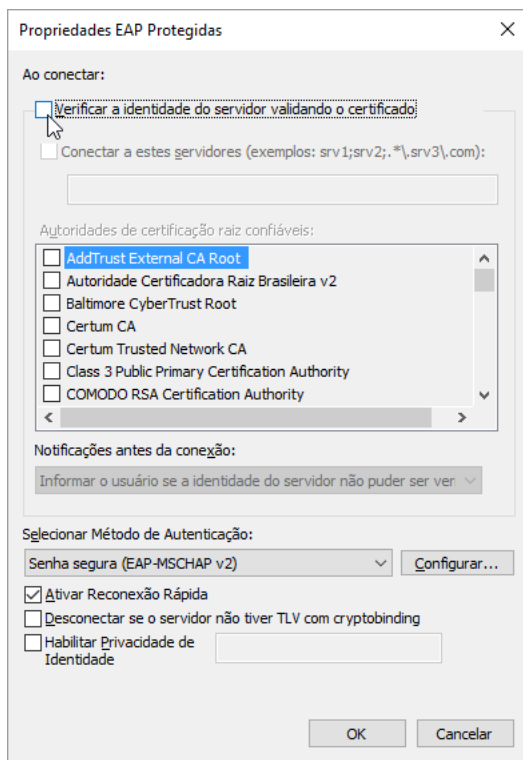 Propriedades EAP Protegidas
Ao conectar:
Verificar a identidade do servidor validando o certificado
Conectar a estes servidores (exemplos: srv1;srv2;.*\.srv3\.com):
Autoridades de certificação raiz confiáveis:
AddTrust External CA Root
Autoridade Certificadora Raiz Brasileira v2
Baltimore CyberTrust Root
Certum CA
Certum Trusted Network CA
Class 3 Public Primary Certification Authority
COMODO RSA Certification Authority
Notificações antes da conexão:
Informar o usuário se a identidade do servidor não puder ser veri
Selecionar Método de Autenticação:
Senha segura (EAP-MSCHAP v2)
Configurar...
Ativar Reconexão Rápida
Desconectar se o servidor não tiver TLV com cryptobinding
Habilitar Privacidade de
Identidade
OK
Cancelar